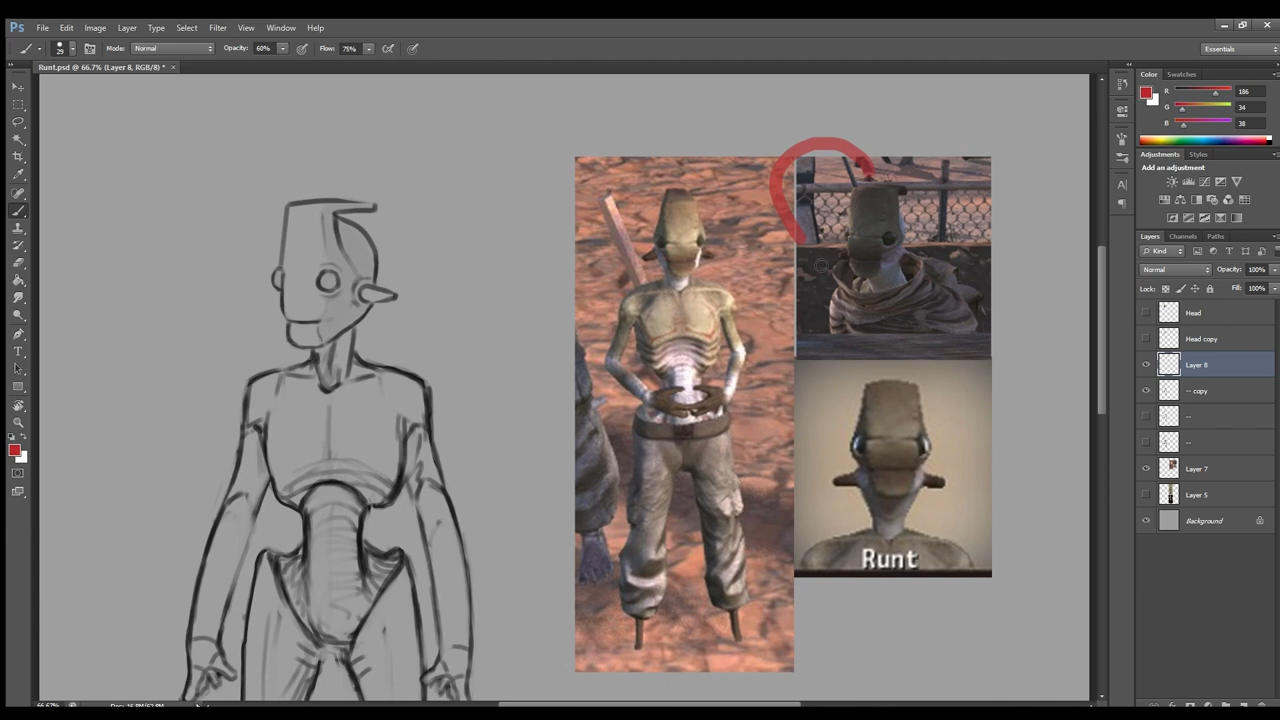 Ps File Edit Image Layer Type Select Filter View Window Help
29 Mode: Normal Opacity: 60% Flow: 75% Essentials
Runt.psd @ 66.7% (Layer 8, RGB/8) * ×
Color Swatches
R 186
G 34
B 38
Adjustments Styles
Add an adjustment
Layers Channels Paths
Kind
Normal Opacity: 100%
Lock: Fill: 100%
Head
Head copy
Layer 8
-- copy
--
--
Layer 7
Layer 5
Background
Runt